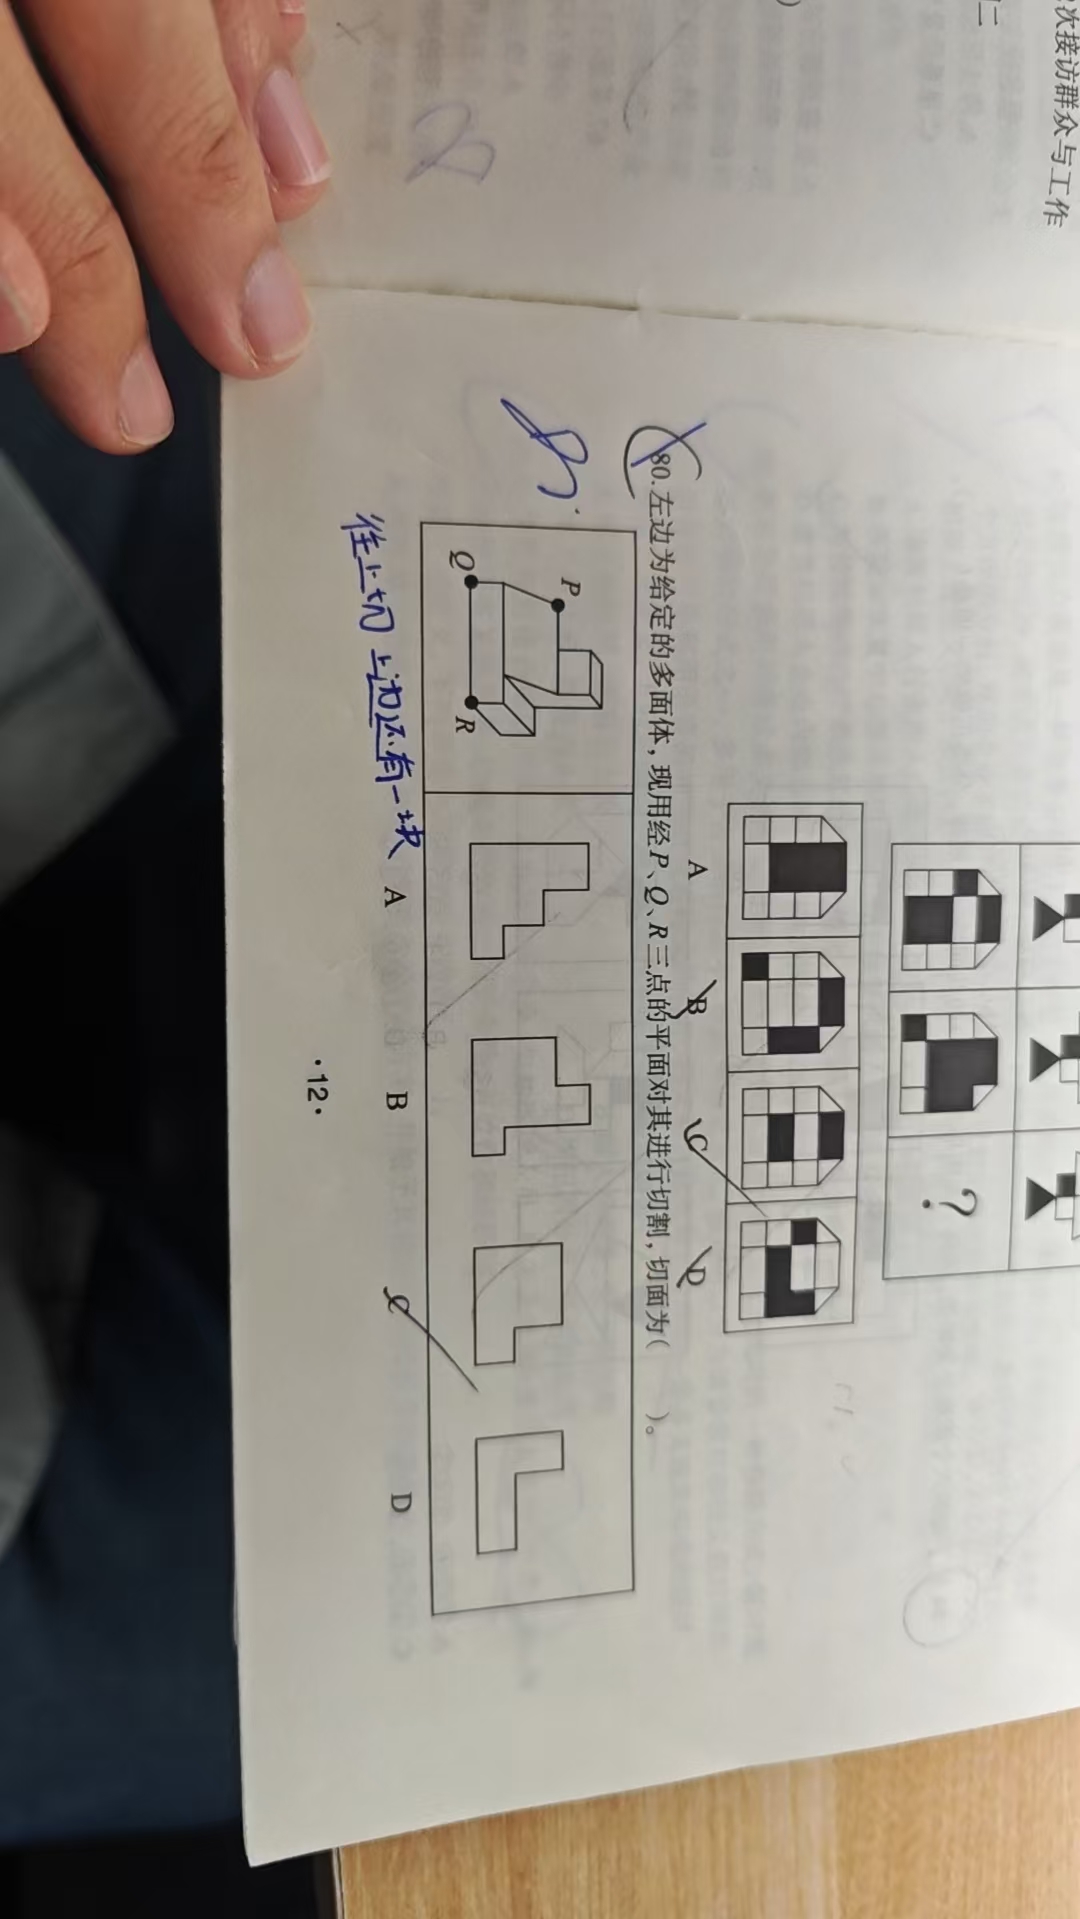 次接访群众与工作
?
A B C D
80.左边为给定的多面体,现用经P、Q、R三点的平面对其进行切割,切面为( )。
P
Q
R
A B C D
往上切 上边还有一块
·12·